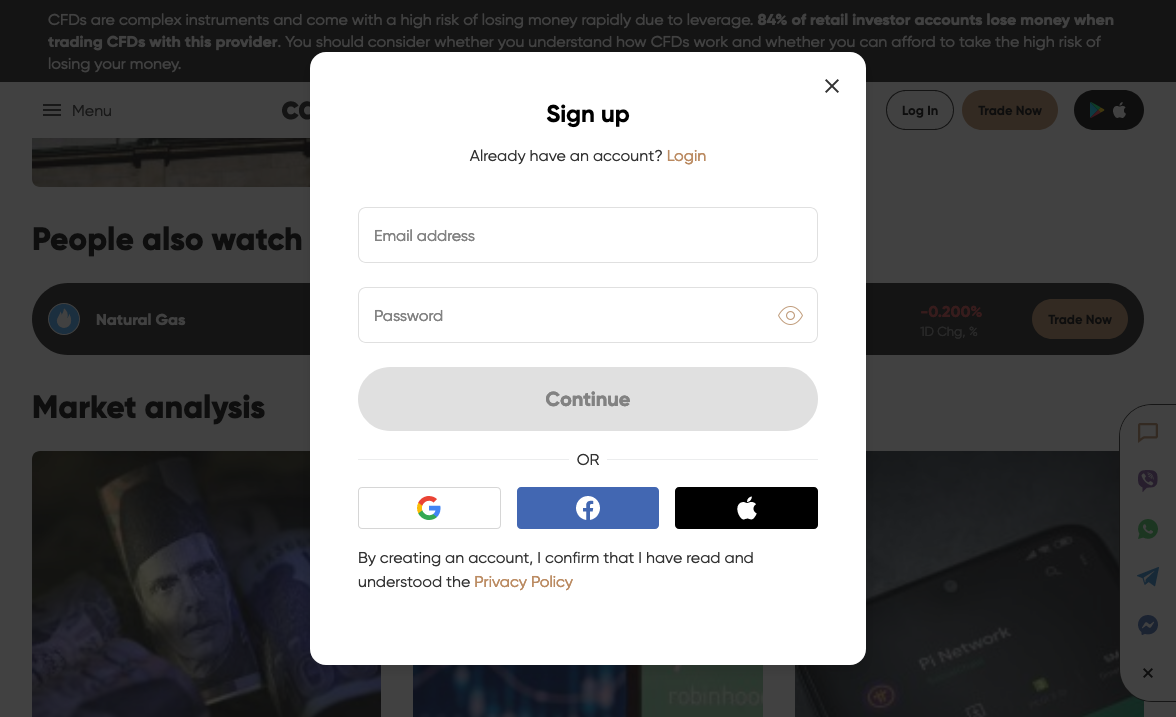 CFDs are complex instruments and come with a high risk of losing money rapidly due to leverage. 84% of retail investor accounts lose money when
trading CFDs with this provider. You should consider whether you understand how CFDs work and whether you can afford to take the high risk of
losing your money.
Menu
Log In
Trade Now
Sign up
Already have an account? Login
Email address
Password
Continue
OR
By creating an account, I confirm that I have read and
understood the Privacy Policy
People also watch
Natural Gas
-0.200%
1D Chg, %
Trade Now
Market analysis
Pi Network
robinhood